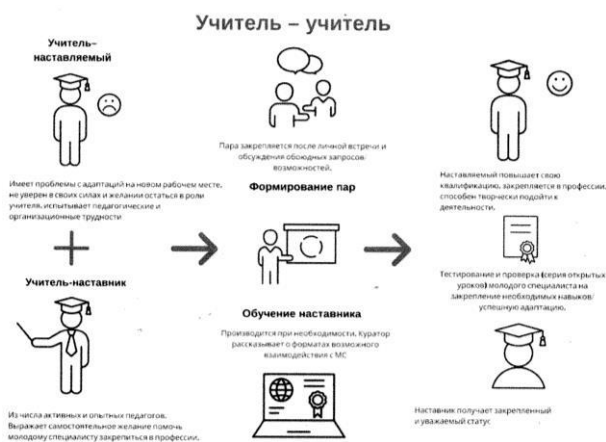 Учитель – учитель
Учитель–
наставляемый
Имеет проблемы с адаптаций на новом рабочем месте,
не уверен в своих силах и желании остаться в роли
учителя, испытывает педагогические и
организационные трудности
Учитель-наставник
Из числа активных и опытных педагогов.
Выражает самостоятельное желание помочь
молодому специалисту закрепиться в профессии.
Пара закрепляется после личной встречи и
обсуждения обоюдных запросов/
возможностей.
Формирование пар
Обучение наставника
Производится при необходимости. Куратор
рассказывает о форматах возможного
взаимодействия с МС
Наставляемый повышает свою
квалификацию, закрепляется в профессии,
способен творчески подойти к
деятельности.
Тестирование и проверка (серия открытых
уроков) молодого специалиста на
закрепление необходимых навыков/
успешную адаптацию.
Наставник получает закрепленный
и уважаемый статус